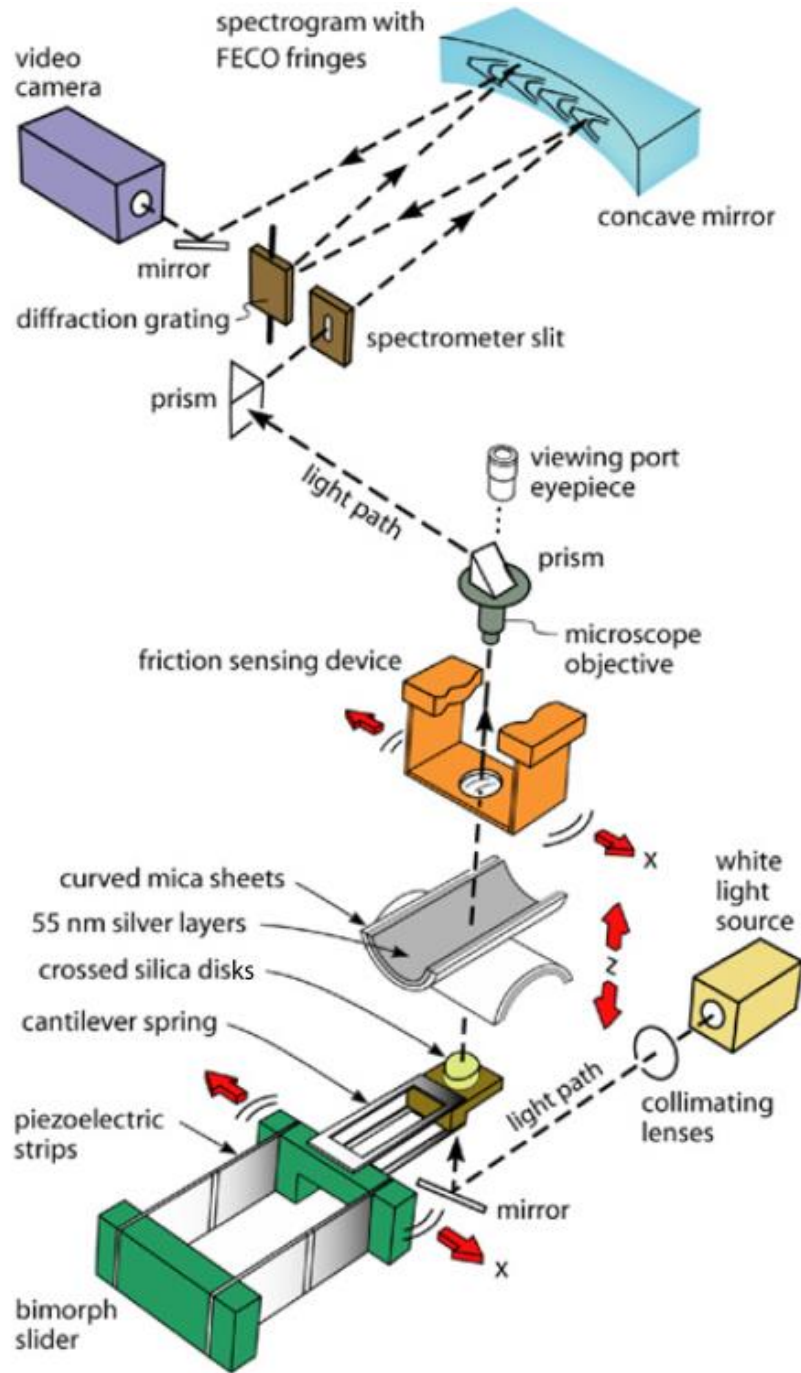 spectrogram with
FECO fringes
video
camera
concave mirror
mirror
diffraction grating
spectrometer slit
prism
viewing port
eyepiece
light path
prism
microscope
objective
friction sensing device
x
curved mica sheets
white
light
source
55 nm silver layers
z
crossed silica disks
cantilever spring
light path
collimating
lenses
piezoelectric
strips
mirror
x
bimorph
slider